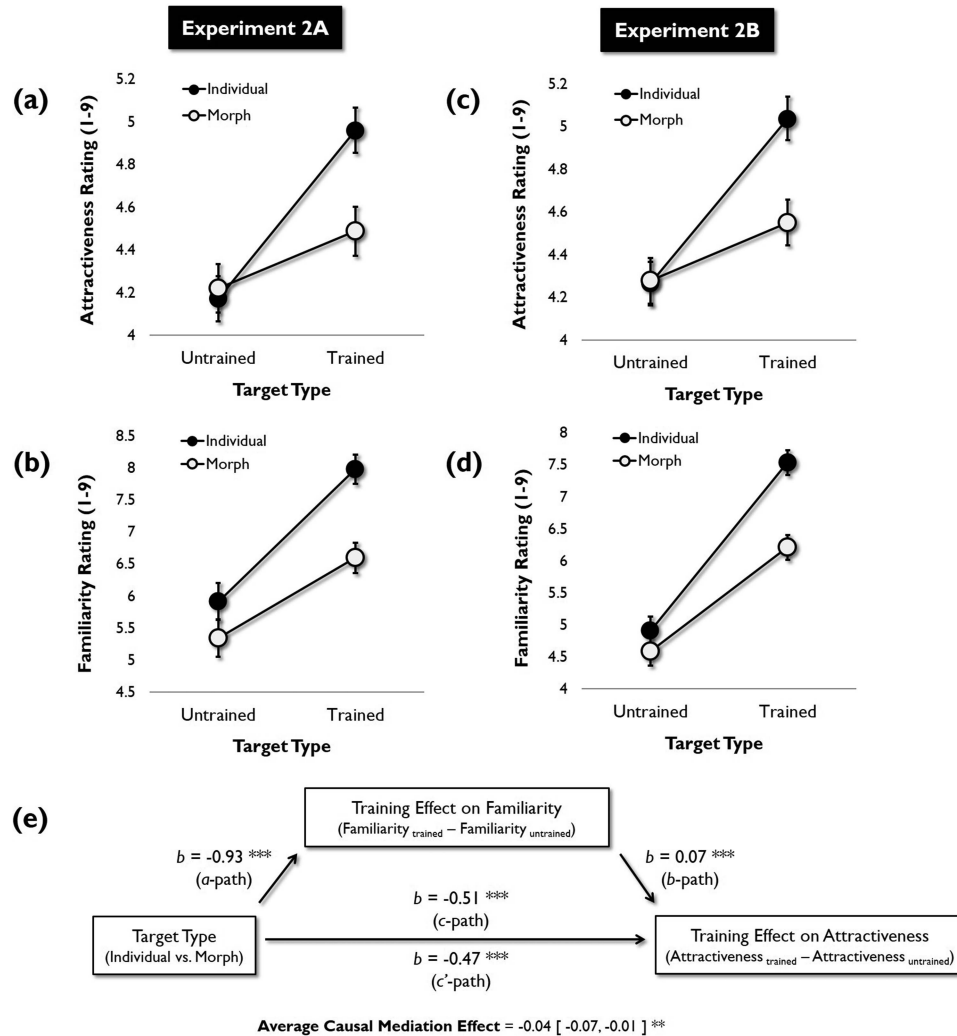 Experiment 2A
Experiment 2B
(a)
Attractiveness Rating (1-9)
5.2
5
4.8
4.6
4.4
4.2
4
Individual
Morph
Untrained
Trained
Target Type
(c)
Attractiveness Rating (1-9)
5.2
5
4.8
4.6
4.4
4.2
4
Individual
Morph
Untrained
Trained
Target Type
(b)
Familiarity Rating (1-9)
8.5
8
7.5
7
6.5
6
5.5
5
4.5
Individual
Morph
Untrained
Trained
Target Type
(d)
Familiarity Rating (1-9)
8
7.5
7
6.5
6
5.5
5
4.5
4
Individual
Morph
Untrained
Trained
Target Type
(e)
Training Effect on Familiarity
(Familiarity trained – Familiarity untrained)
b = -0.93 ***
(a-path)
b = 0.07 ***
(b-path)
b = -0.51 ***
(c-path)
Target Type
(Individual vs. Morph)
Training Effect on Attractiveness
(Attractiveness trained – Attractiveness untrained)
b = -0.47 ***
(c’-path)
Average Causal Mediation Effect = -0.04 [ -0.07, -0.01 ] **